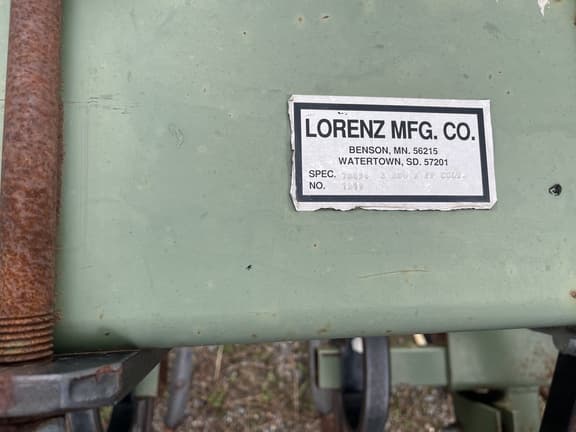 LORENZ MFG. CO.
BENSON, MN. 56215
WATERTOWN, SD. 57201
SPEC.
NO.